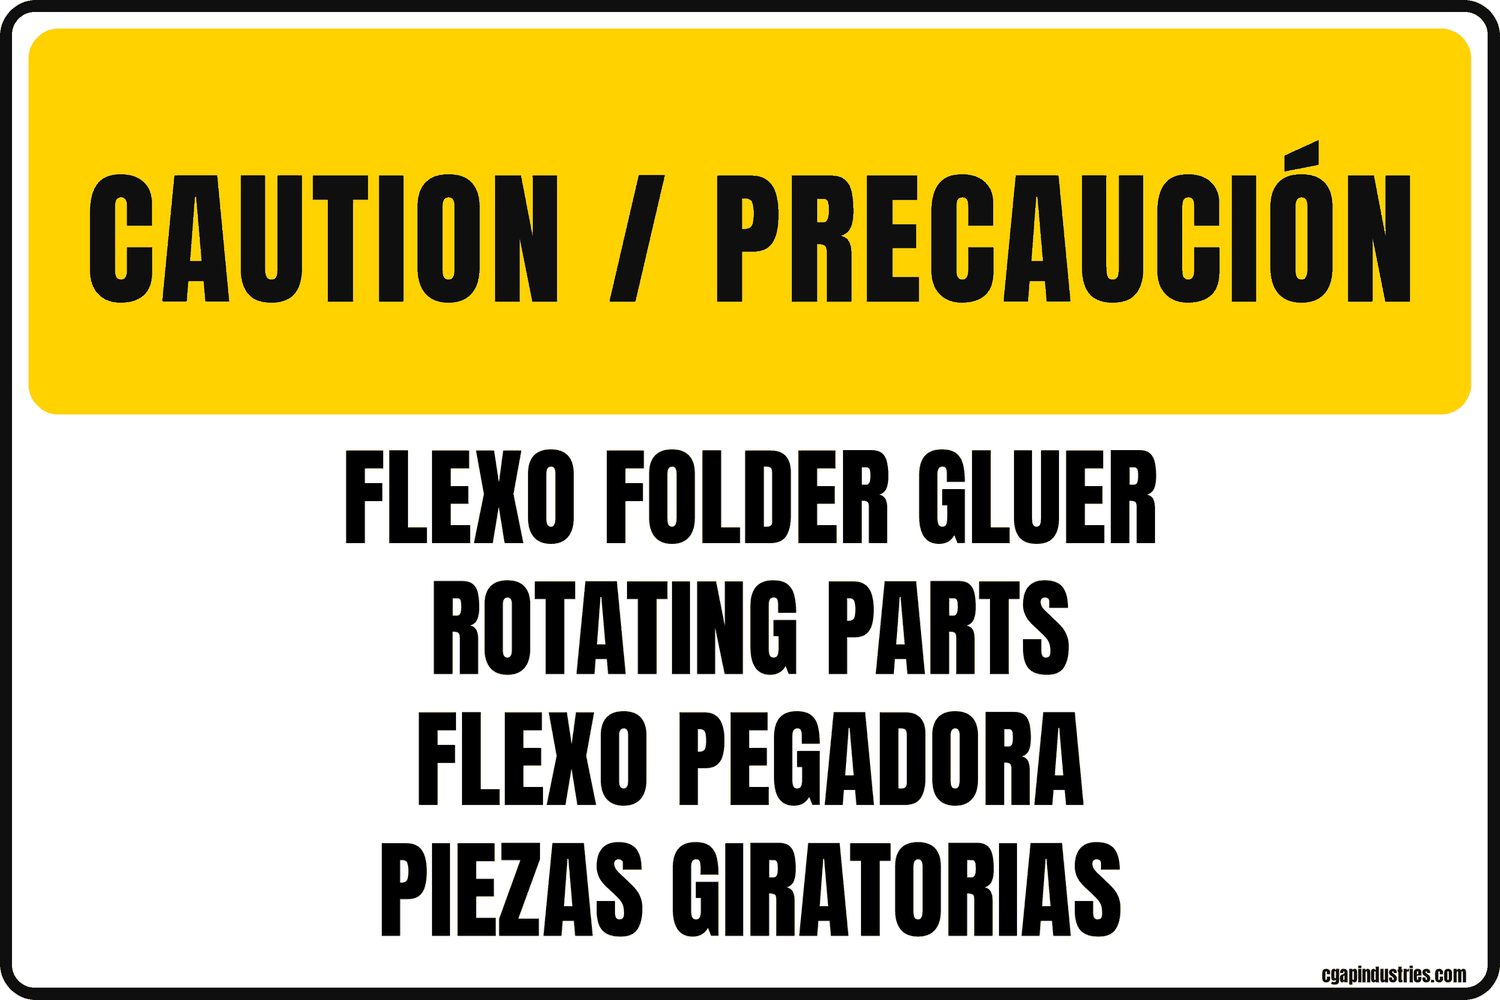 CAUTION / PRECAUCIÓN
FLEXO FOLDER GLUER
ROTATING PARTS
FLEXO PEGADORA
PIEZAS GIRATORIAS
cgapindustries.com